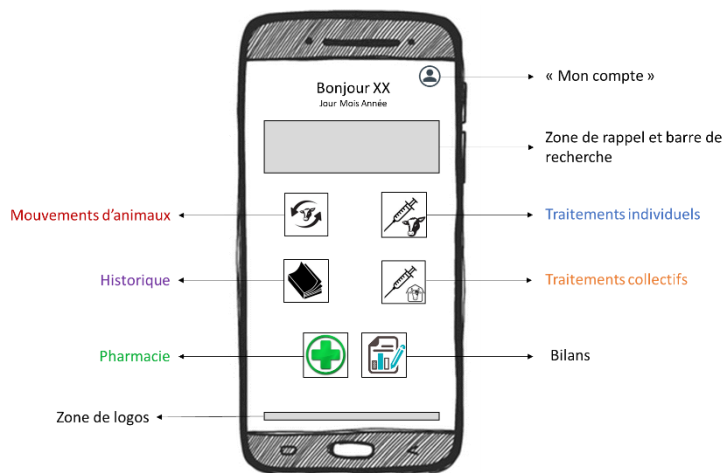 Bonjour XX
Jour Mois Année
« Mon compte »
Zone de rappel et barre de
recherche
Mouvements d'animaux
Traitements individuels
Historique
Traitements collectifs
Pharmacie
Bilans
Zone de logos